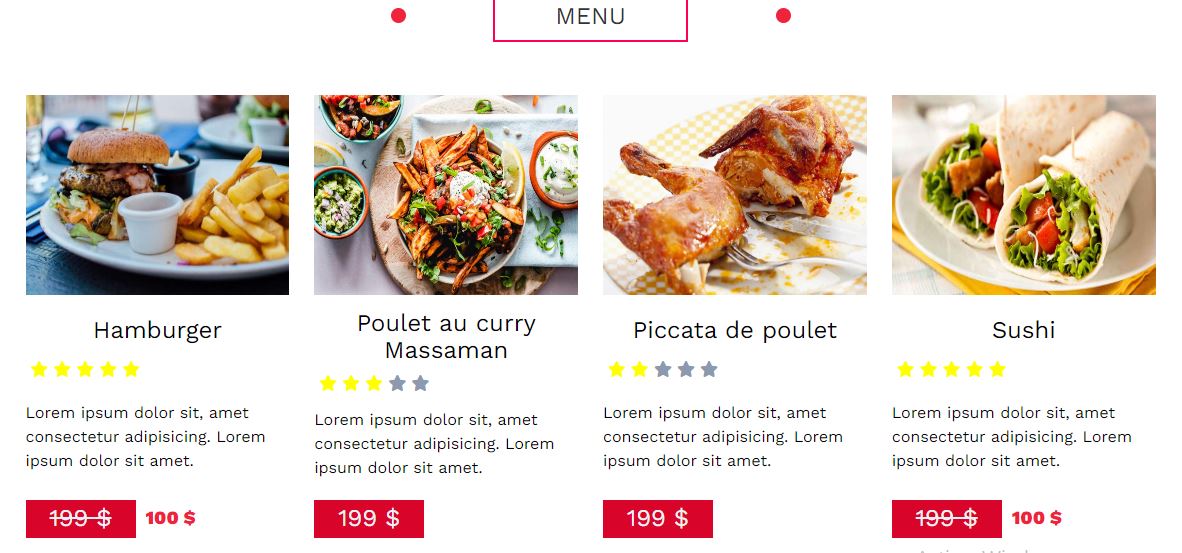 MENU
Hamburger
Poulet au curry
Massaman
Piccata de poulet
Sushi
Lorem ipsum dolor sit, amet
consectetur adipisicing. Lorem
ipsum dolor sit amet.
Lorem ipsum dolor sit, amet
consectetur adipisicing. Lorem
ipsum dolor sit amet.
Lorem ipsum dolor sit, amet
consectetur adipisicing. Lorem
ipsum dolor sit amet.
Lorem ipsum dolor sit, amet
consectetur adipisicing. Lorem
ipsum dolor sit amet.
199 $ 100 $
199 $
199 $
199 $ 100 $